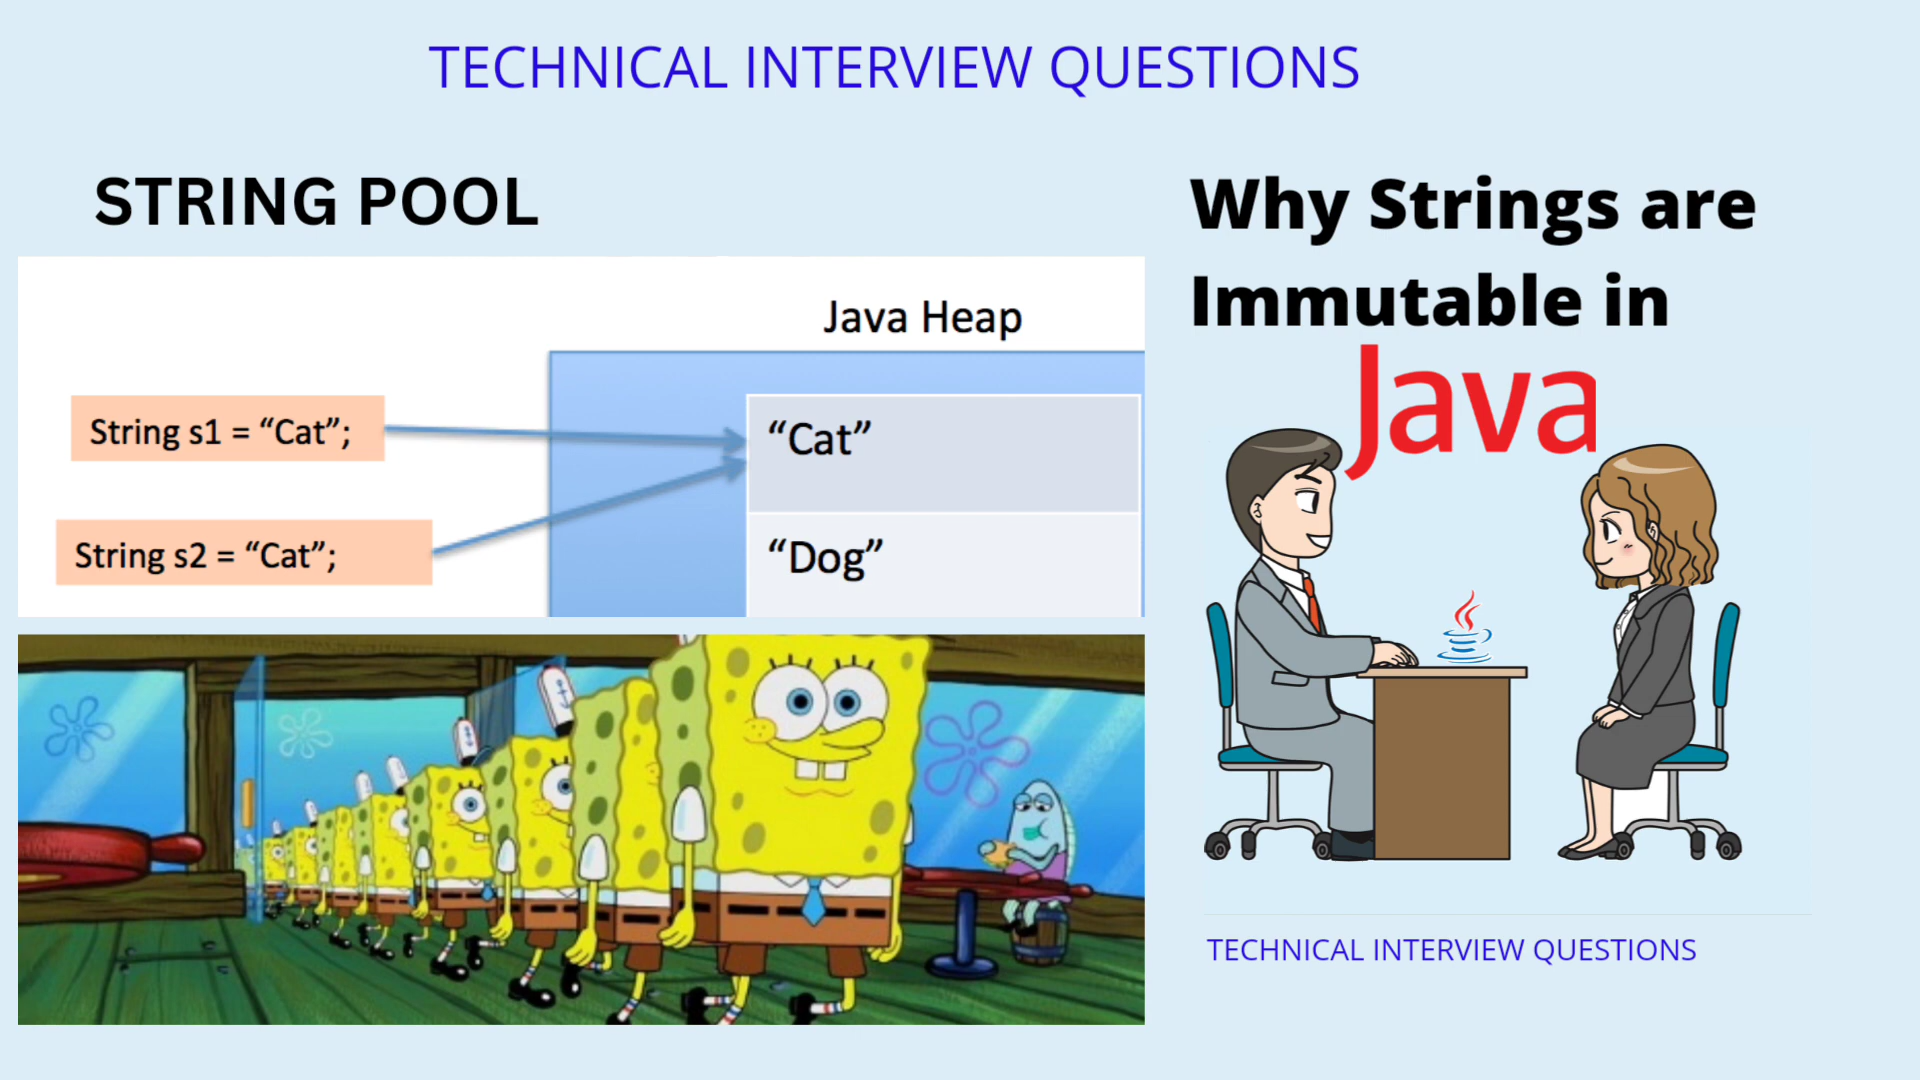 TECHNICAL INTERVIEW QUESTIONS
STRING POOL
Java Heap
String s1 = “Cat”;
“Cat”
String s2 = “Cat”;
“Dog”
Why Strings are
Immutable in
Java
TECHNICAL INTERVIEW QUESTIONS